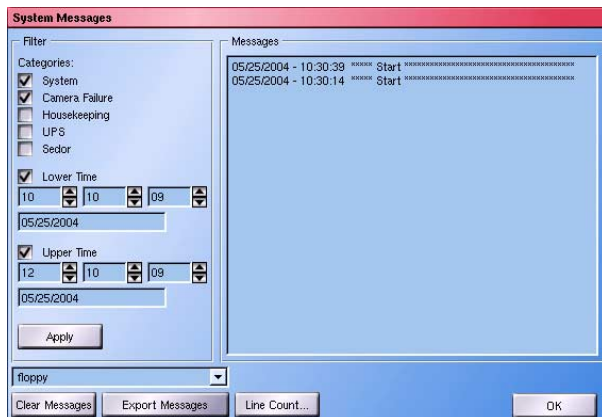 System Messages
Filter
Categories:
System
Camera Failure
Housekeeping
UPS
Sedor
Lower Time
10 10 09
05/25/2004
Upper Time
12 10 09
05/25/2004
Apply
Messages
05/25/2004 - 10:30:39 **** Start ****************************************
05/25/2004 - 10:30:14 **** Start ****************************************
floppy
Clear Messages
Export Messages
Line Count...
OK